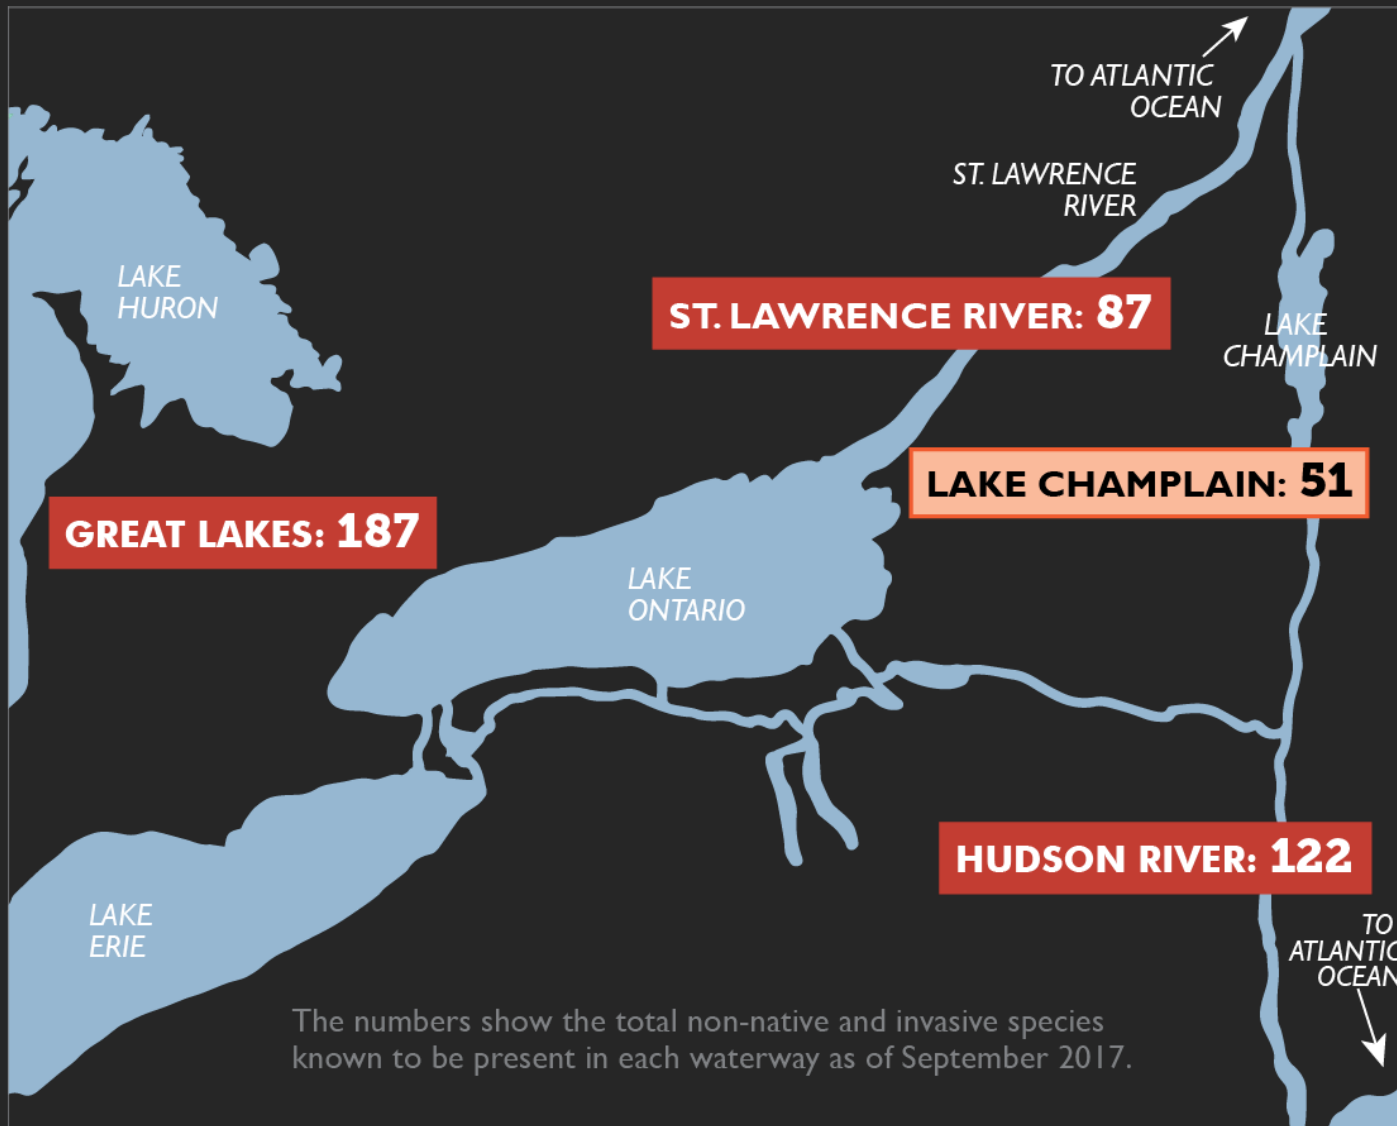 TO ATLANTIC
OCEAN
ST. LAWRENCE
RIVER
LAKE
HURON
ST. LAWRENCE RIVER: 87
LAKE
CHAMPLAIN
LAKE CHAMPLAIN: 51
GREAT LAKES: 187
LAKE
ONTARIO
HUDSON RIVER: 122
LAKE
ERIE
TO
ATLANTIC
OCEAN
The numbers show the total non-native and invasive species
known to be present in each waterway as of September 2017.